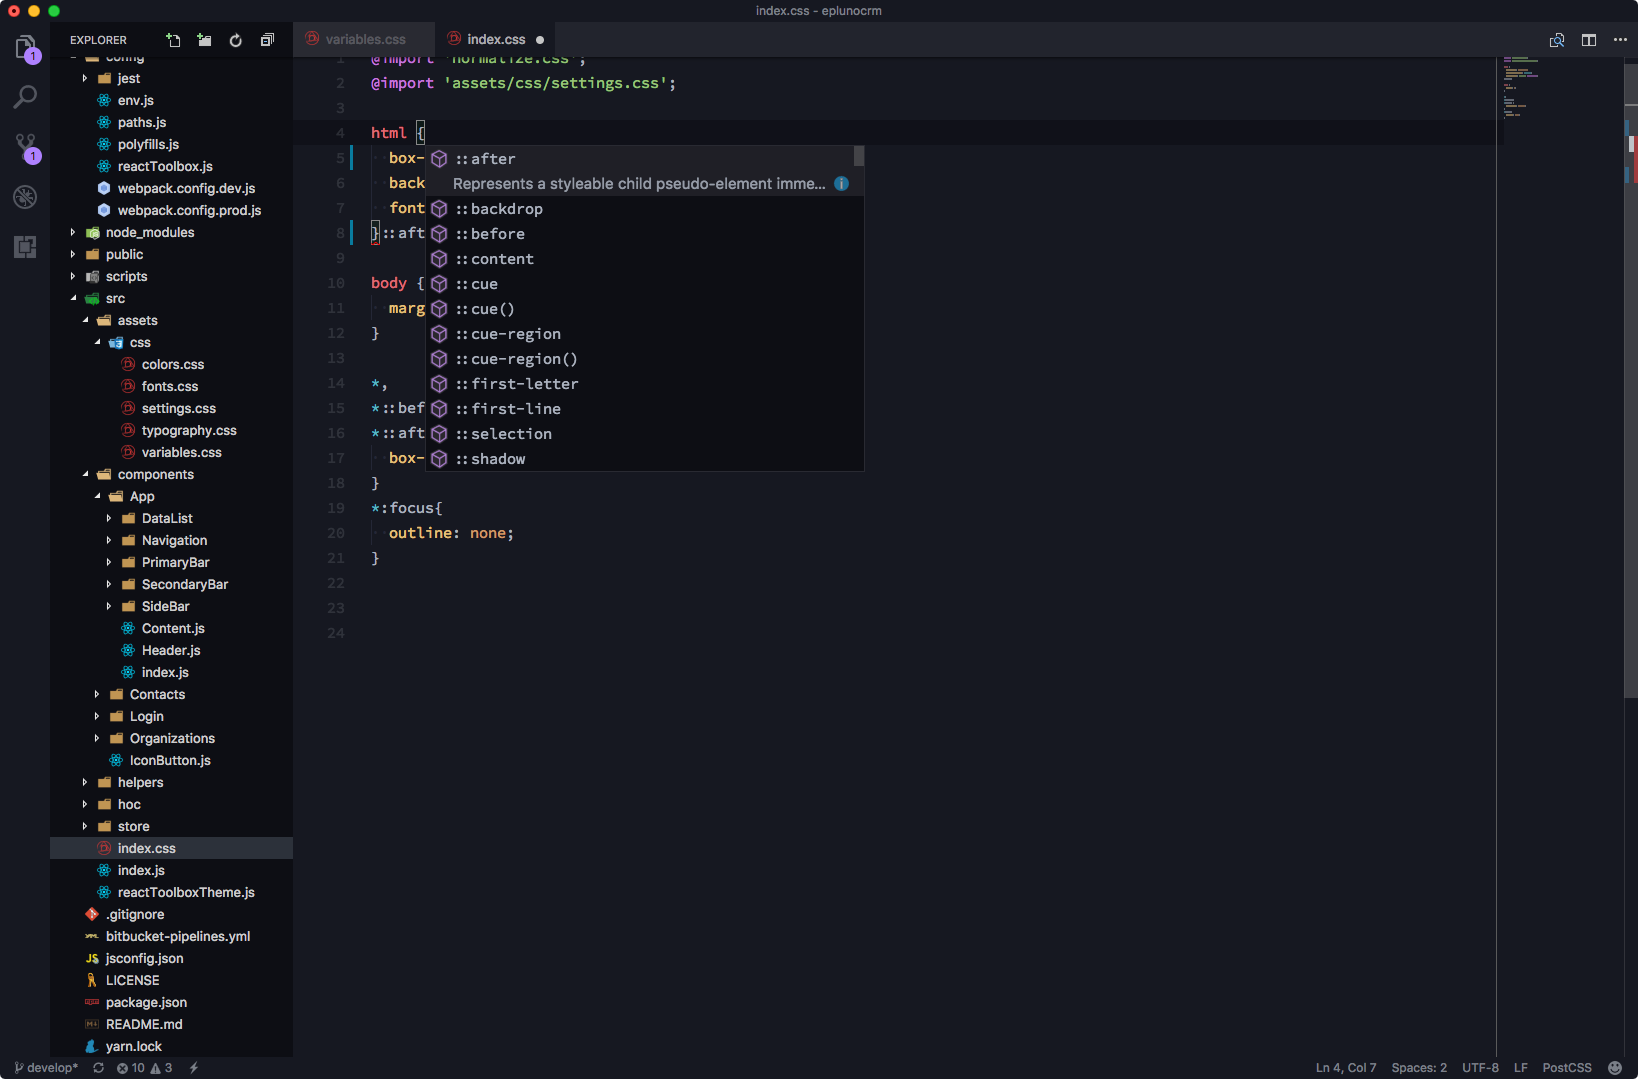 index.css - eplunocrm
EXPLORER
variables.css
index.css
1
1
config
jest
env.js
paths.js
polyfills.js
reactToolbox.js
webpack.config.dev.js
webpack.config.prod.js
node_modules
public
scripts
src
assets
css
colors.css
fonts.css
settings.css
typography.css
variables.css
components
App
DataList
Navigation
PrimaryBar
SecondaryBar
SideBar
Content.js
Header.js
index.js
Contacts
Login
Organizations
IconButton.js
helpers
hoc
store
index.css
index.js
reactToolboxTheme.js
.gitignore
bitbucket-pipelines.yml
JS jsconfig.json
LICENSE
package.json
README.md
yarn.lock
1 @import 'normalize.css';
2 @import 'assets/css/settings.css';
3
4 html {
5 box-
6 back
7 font
8 }::aft
9
10 body {
11 marg
12 }
13
14 *,
15 *::bef
16 *::aft
17 box-
18 }
19 *:focus{
20 outline: none;
21 }
22
23
24
::after
Represents a styleable child pseudo-element imme...
::backdrop
::before
::content
::cue
::cue()
::cue-region
::cue-region()
::first-letter
::first-line
::selection
::shadow
develop* 10 3
Ln 4, Col 7 Spaces: 2 UTF-8 LF PostCSS